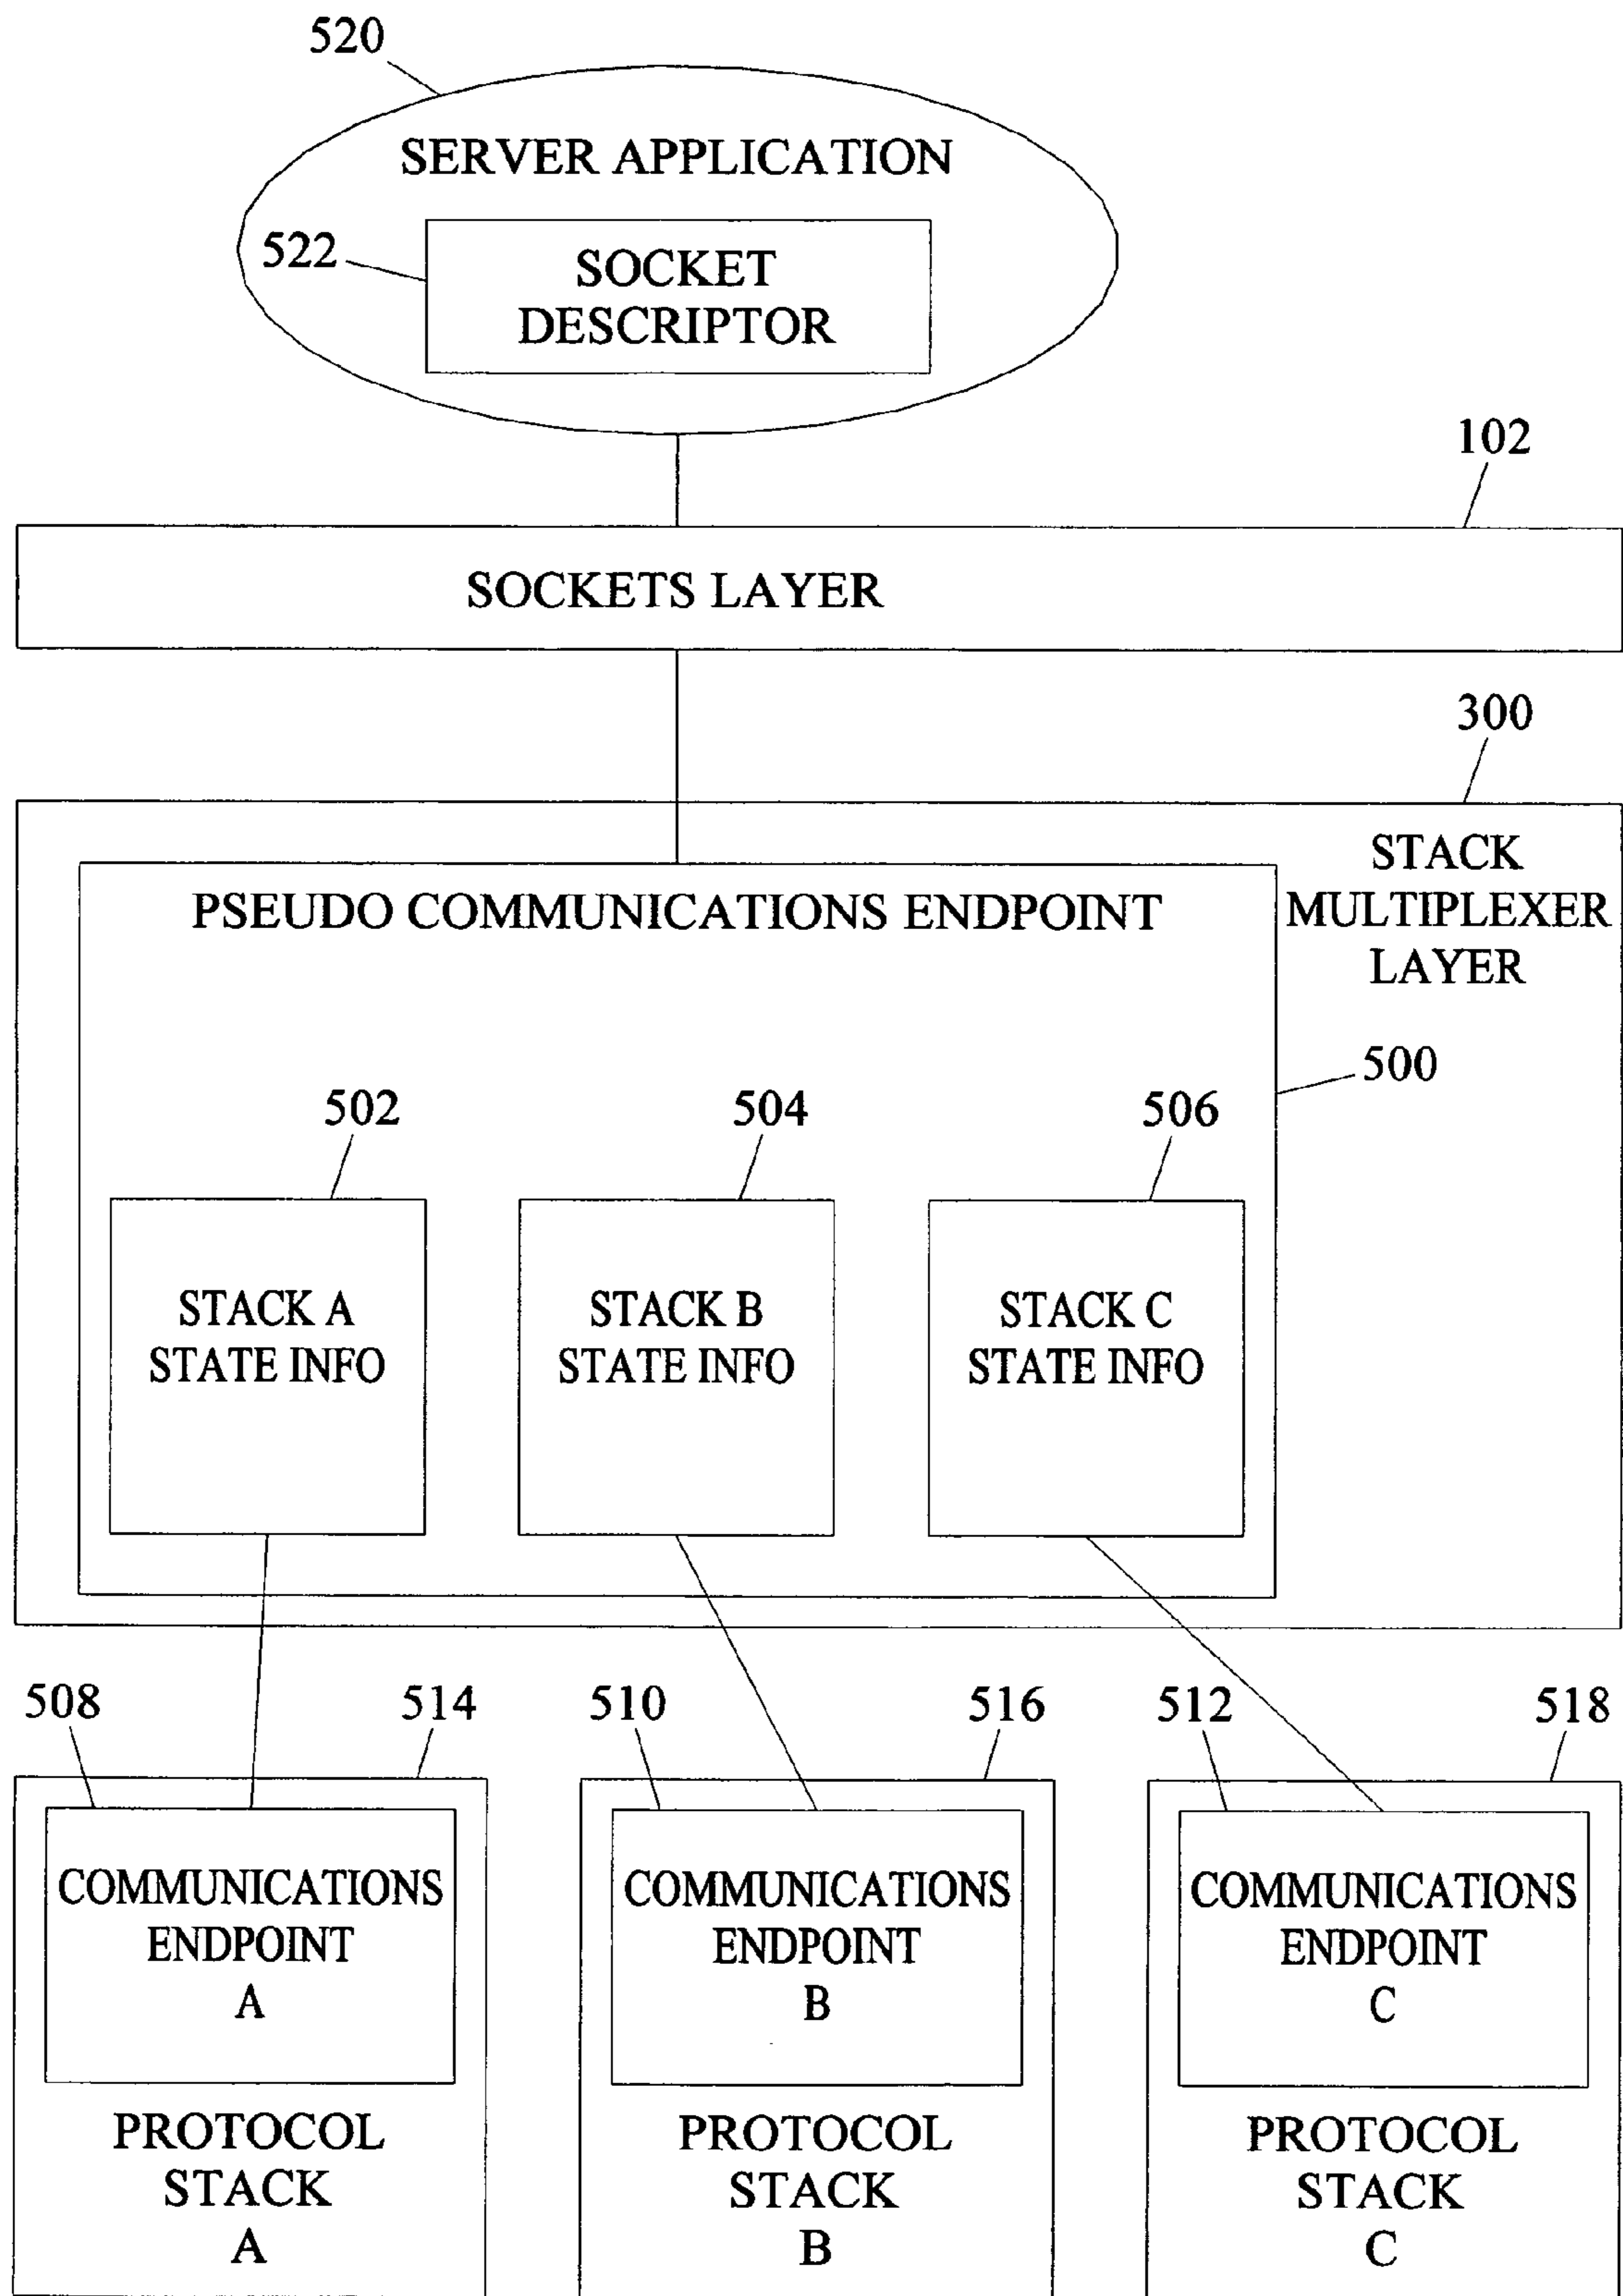 520
SERVER APPLICATION
522
SOCKET
DESCRIPTOR
102
SOCKETS LAYER
300
STACK
MULTIPLEXER
LAYER
PSEUDO COMMUNICATIONS ENDPOINT
500
502
504
506
STACK A
STATE INFO
STACK B
STATE INFO
STACK C
STATE INFO
508
514
510
516
512
518
COMMUNICATIONS
ENDPOINT
A
COMMUNICATIONS
ENDPOINT
B
COMMUNICATIONS
ENDPOINT
C
PROTOCOL
STACK
A
PROTOCOL
STACK
B
PROTOCOL
STACK
C